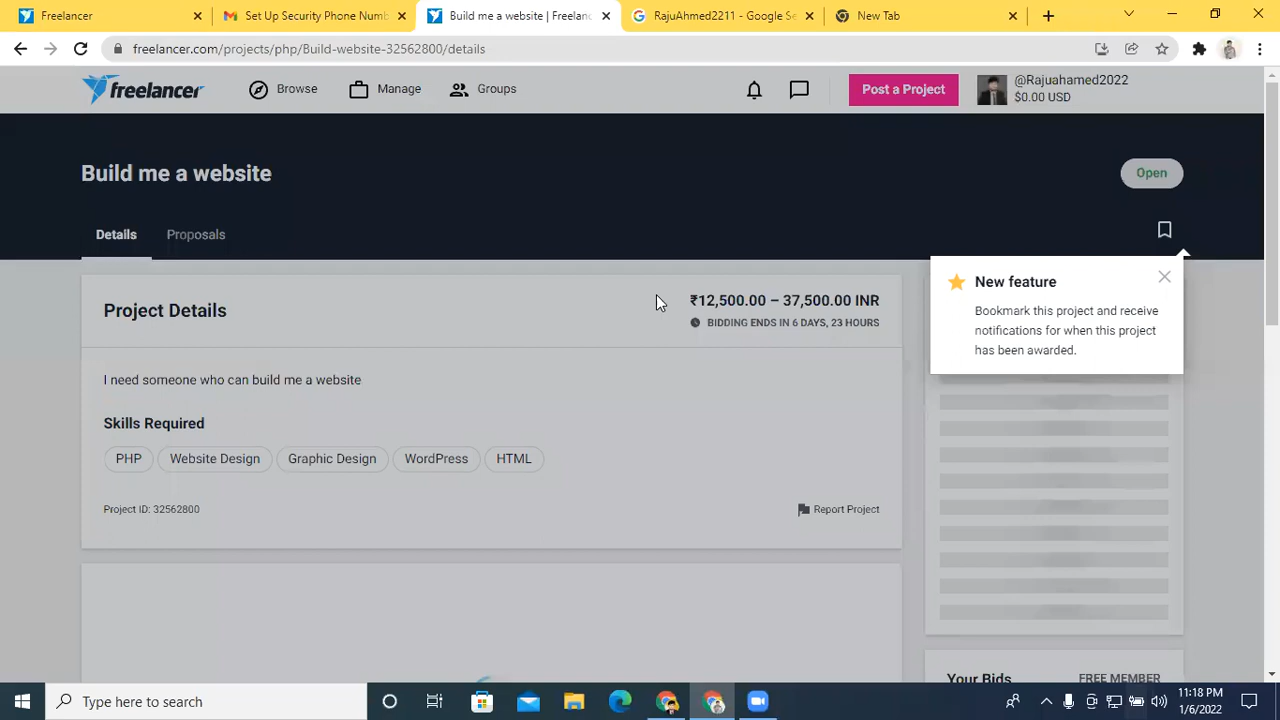 Freelancer
Set Up Security Phone Numb
Build me a website | Freelanc
RajuAhmed2211 - Google Se
New Tab
freelancer.com/projects/php/Build-website-32562800/details
freelancer
Browse
Manage
Groups
Post a Project
@Rajuahamed2022
$0.00 USD
Build me a website
Open
Details
Proposals
New feature
Bookmark this project and receive
notifications for when this project
has been awarded.
Project Details
₹12,500.00 – 37,500.00 INR
BIDDING ENDS IN 6 DAYS, 23 HOURS
I need someone who can build me a website
Skills Required
PHP
Website Design
Graphic Design
WordPress
HTML
Project ID: 32562800
Report Project
Your Bids
FREE MEMBER
Type here to search
11:18 PM
1/6/2022